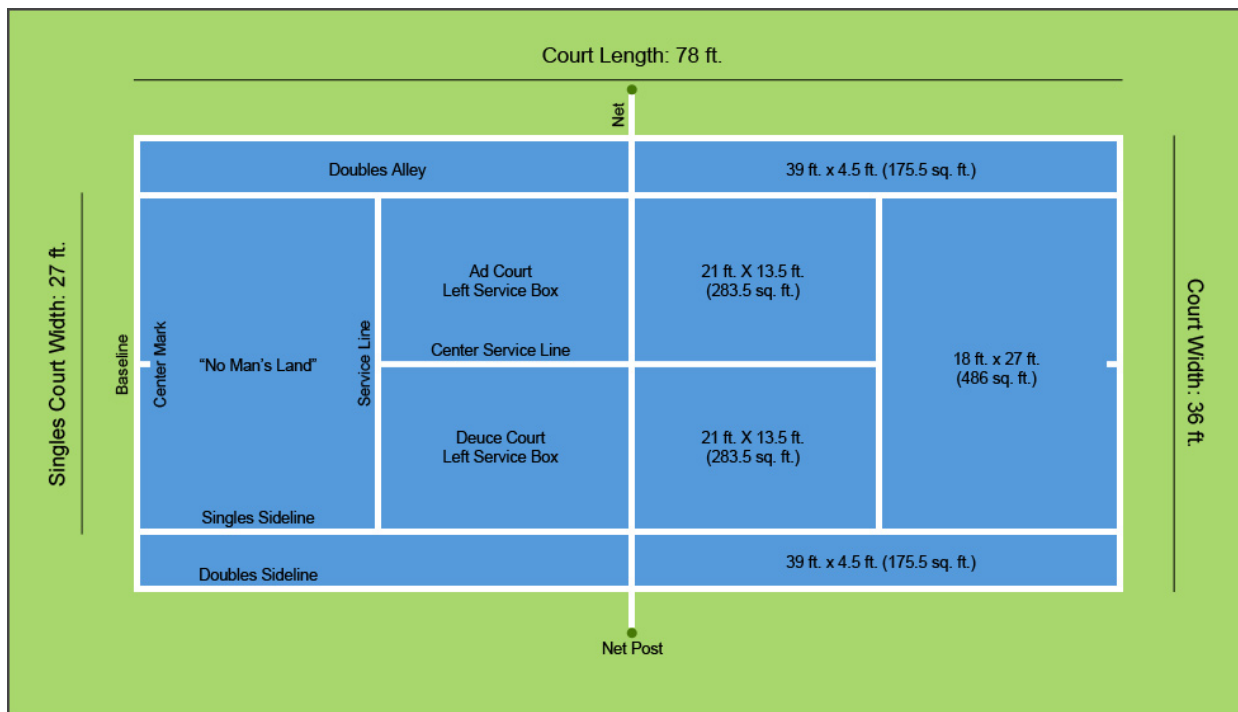 Court Length: 78 ft.
Net
Doubles Alley
39 ft. x 4.5 ft. (175.5 sq. ft.)
Singles Court Width: 27 ft.
Baseline
Center Mark
"No Man's Land"
Service Line
Ad Court
Left Service Box
21 ft. X 13.5 ft.
(283.5 sq. ft.)
Center Service Line
18 ft. x 27 ft.
(486 sq. ft.)
Court Width: 36 ft.
Deuce Court
Left Service Box
21 ft. X 13.5 ft.
(283.5 sq. ft.)
Singles Sideline
Doubles Sideline
39 ft. x 4.5 ft. (175.5 sq. ft.)
Net Post